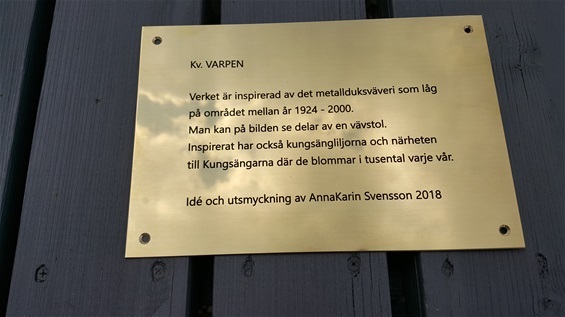 Kv. VARPEN
Verket är inspirerad av det metallduksväveri som låg
på området mellan år 1924 - 2000.
Man kan på bilden se delar av en vävstol.
Inspirerat har också kungsängliljorna och närheten
till Kungsängarna där de blommar i tusental varje vår.
Idé och utsmyckning av AnnaKarin Svensson 2018